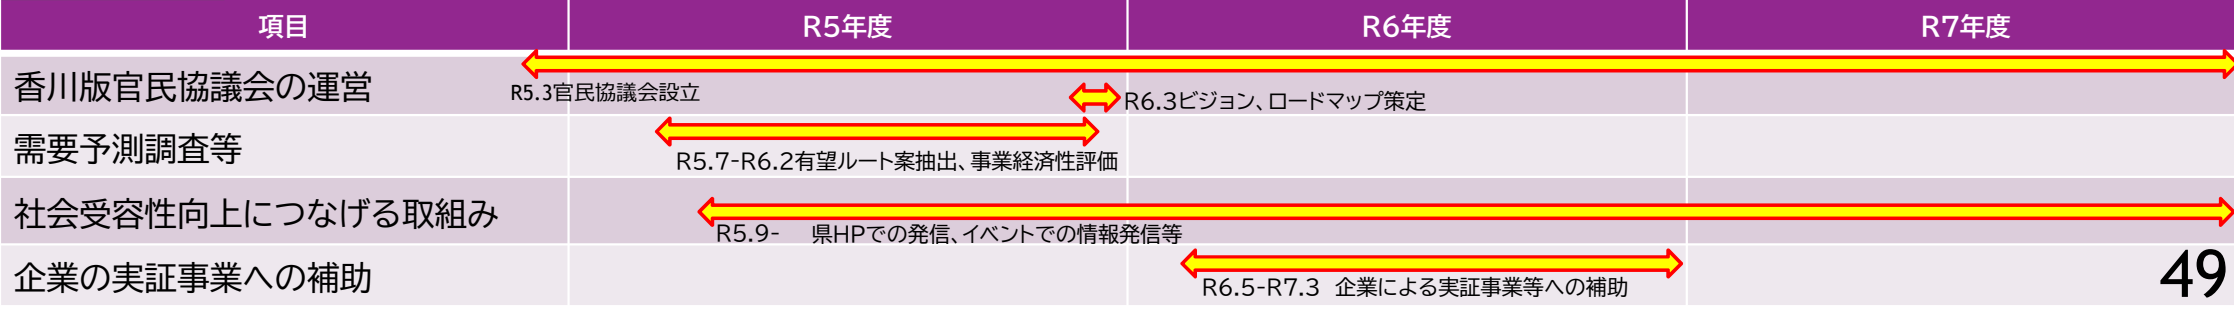 項目 R5年度 R6年度 R7年度
香川版官民協議会の運営
R5.3官民協議会設立
R6.3ビジョン、ロードマップ策定
需要予測調査等
R5.7-R6.2有望ルート案抽出、事業経済性評価
社会受容性向上につなげる取組み
R5.9- 県HPでの発信、イベントでの情報発信等
企業の実証事業への補助
R6.5-R7.3 企業による実証事業等への補助
49